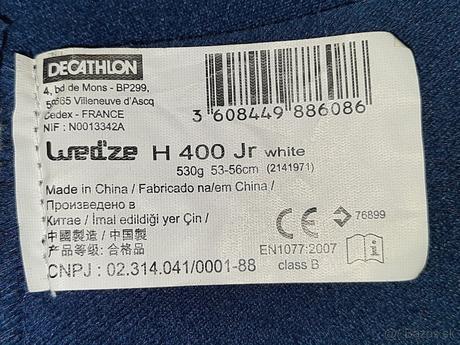 DECATHLON
4, bd de Mons - BP299,
59665 Villeneuve d'Ascq
Cedex - FRANCE
NIF : N0013342A
3 608449 886086
Wed'ze H 400 Jr white
530g 53-56cm (2141971)
Made in China / Fabricado na/em China /
Произведено в
Китае / İmal edildiği yer Çin /
中國製造 / 中国製
产品等级: 合格品
CNPJ : 02.314.041/0001-88
CE
76899
EN1077:2007
class B
bazos.sk